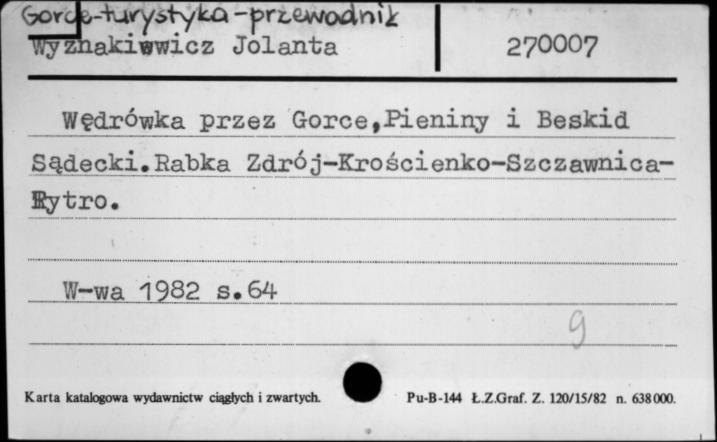 Gorce-turystyka-przewodnik
Wyznakiewicz Jolanta 270007
Wędrówka przez Gorce,Pieniny i Beskid
Sądecki.Rabka Zdrój-Krościenko-Szczawnica-
Rytro.
W-wa 1982 s.64
g
Karta katalogowa wydawnictw ciągłych i zwartych. Pu-B-144 Ł.Z.Graf. Z. 120/15/82 n. 638000.